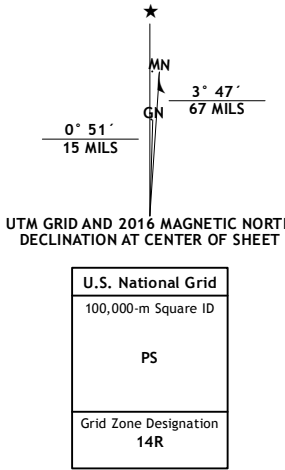 ★
MN
GN
3° 47´
67 MILS
0° 51´
15 MILS
UTM GRID AND 2016 MAGNETIC NORTH
DECLINATION AT CENTER OF SHEET
U.S. National Grid
100,000-m Square ID
PS
Grid Zone Designation
14R